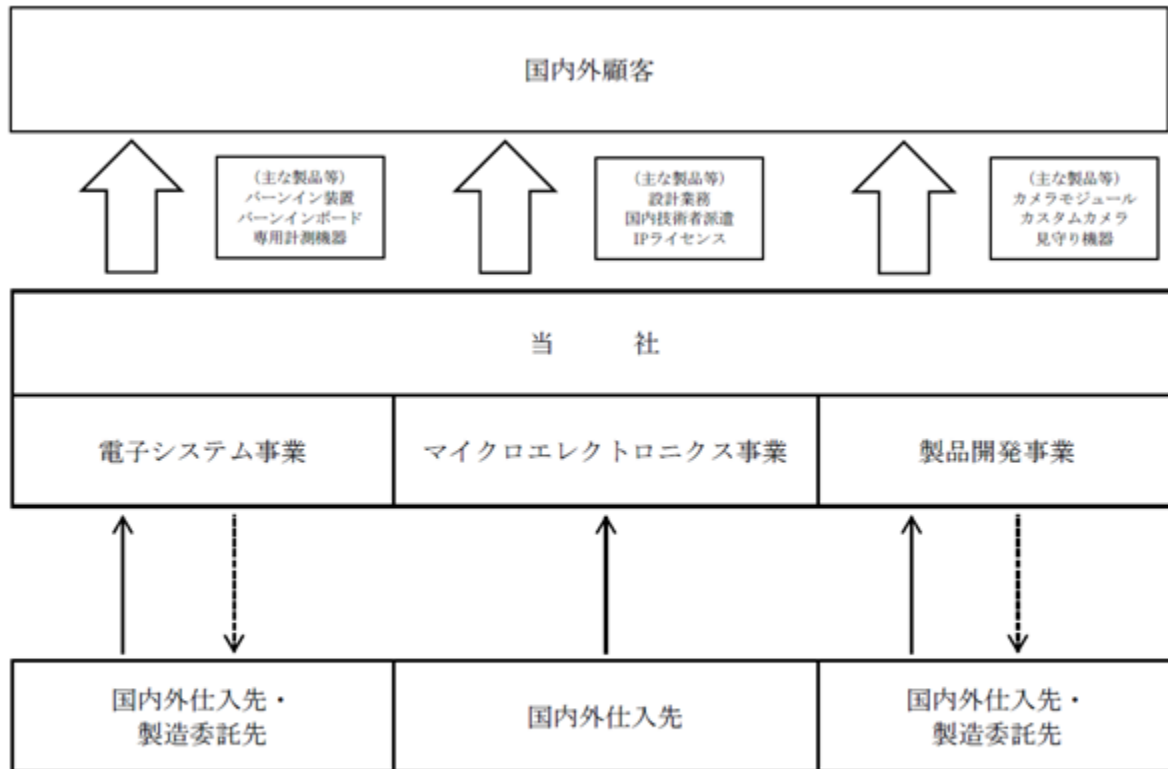 国内外顧客
(主な製品等)
バーンイン装置
バーンインボード
専用計測機器
(主な製品等)
設計業務
国内技術者派遣
IPライセンス
(主な製品等)
カメラモジュール
カスタムカメラ
見守り機器
当 社
電子システム事業
マイクロエレクトロニクス事業
製品開発事業
国内外仕入先・
製造委託先
国内外仕入先
国内外仕入先・
製造委託先